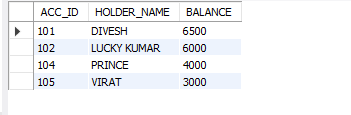 ACC_ID HOLDER_NAME BALANCE
101 DIVESH 6500
102 LUCKY KUMAR 6000
104 PRINCE 4000
105 VIRAT 3000